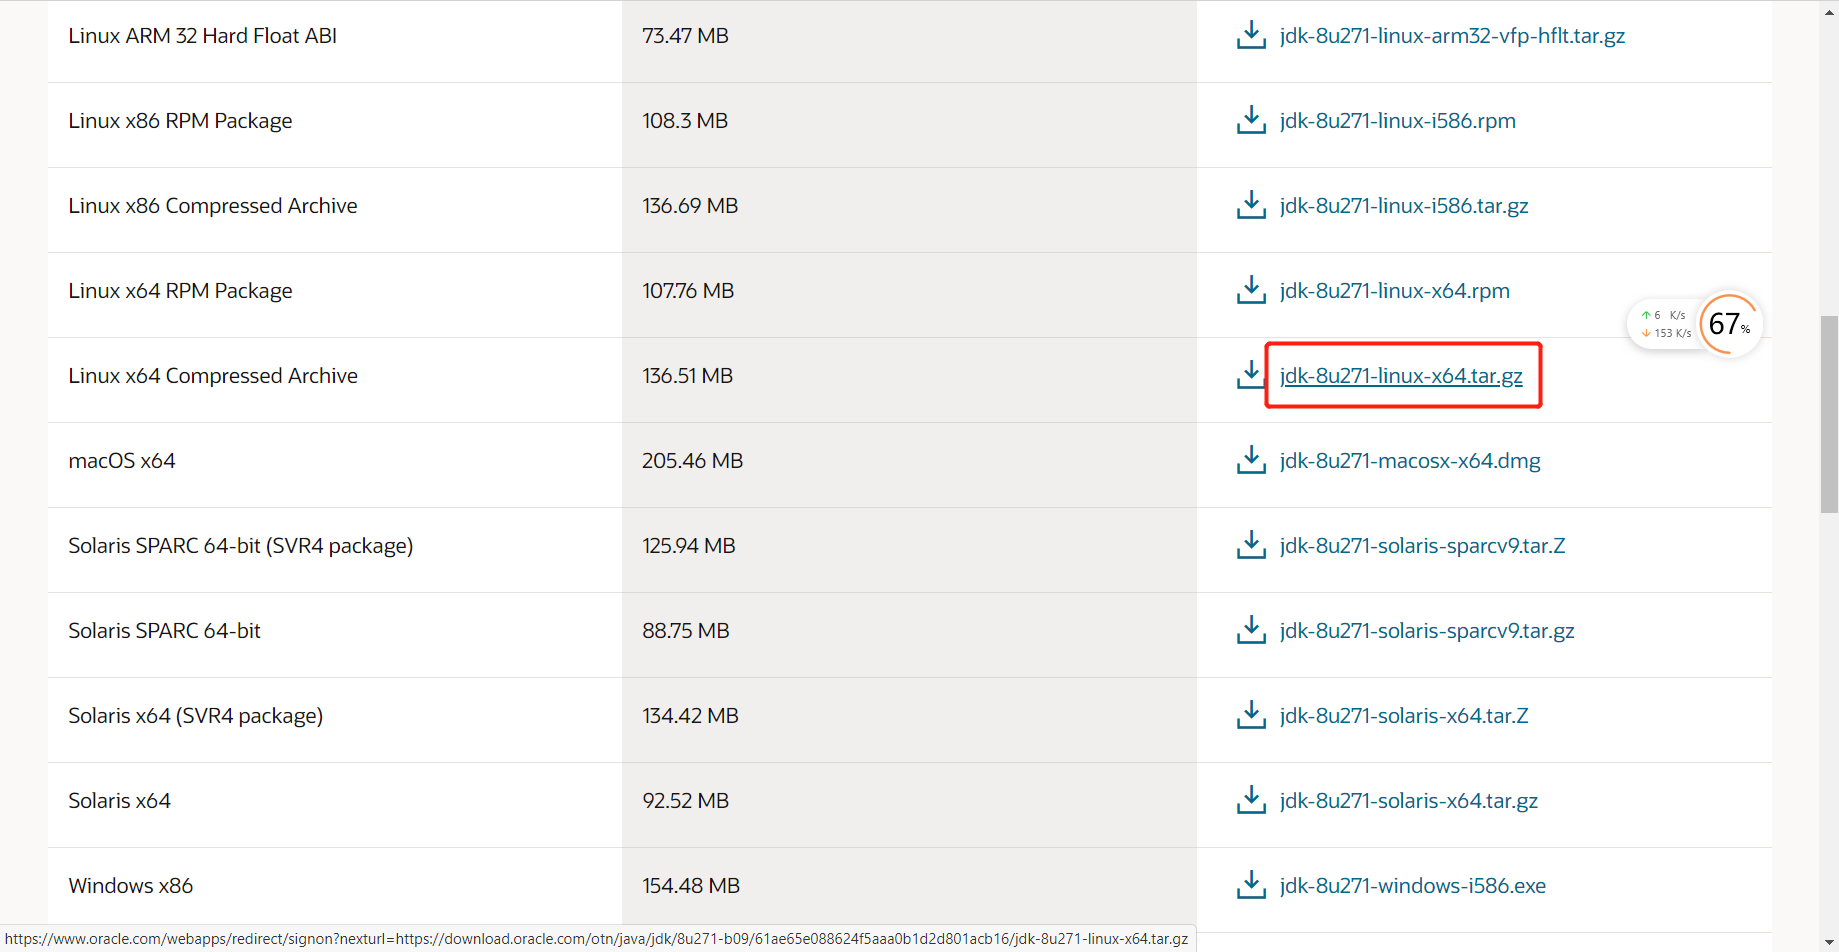 Linux ARM 32 Hard Float ABI 73.47 MB jdk-8u271-linux-arm32-vfp-hflt.tar.gz
Linux x86 RPM Package 108.3 MB jdk-8u271-linux-i586.rpm
Linux x86 Compressed Archive 136.69 MB jdk-8u271-linux-i586.tar.gz
Linux x64 RPM Package 107.76 MB jdk-8u271-linux-x64.rpm
↑ 6 K/s
↓ 153 K/s
67%
Linux x64 Compressed Archive 136.51 MB jdk-8u271-linux-x64.tar.gz
macOS x64 205.46 MB jdk-8u271-macosx-x64.dmg
Solaris SPARC 64-bit (SVR4 package) 125.94 MB jdk-8u271-solaris-sparcv9.tar.Z
Solaris SPARC 64-bit 88.75 MB jdk-8u271-solaris-sparcv9.tar.gz
Solaris x64 (SVR4 package) 134.42 MB jdk-8u271-solaris-x64.tar.Z
Solaris x64 92.52 MB jdk-8u271-solaris-x64.tar.gz
Windows x86 154.48 MB jdk-8u271-windows-i586.exe
https://www.oracle.com/webapps/redirect/signon?nexturl=https://download.oracle.com/otn/java/jdk/8u271-b09/61ae65e088624f5aaa0b1d2d801acb16/jdk-8u271-linux-x64.tar.gz